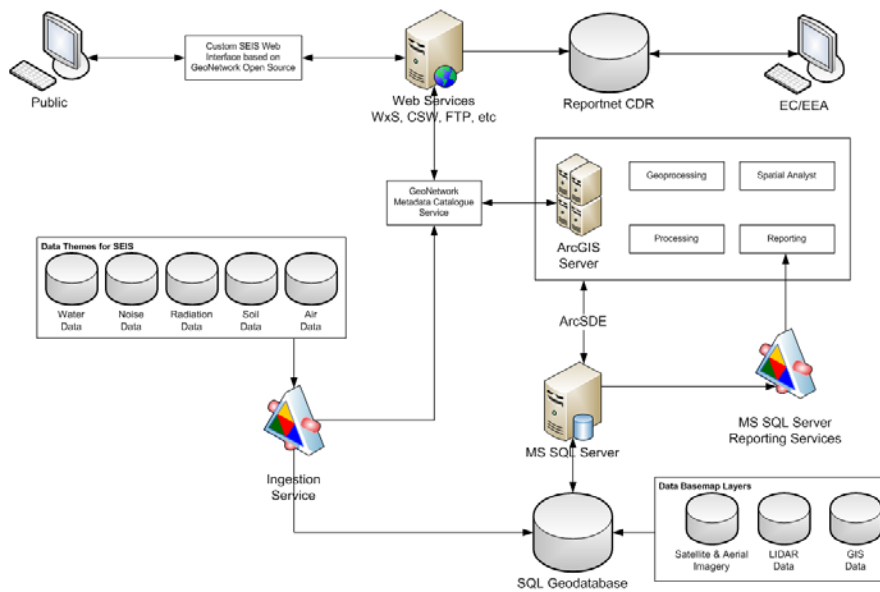 Custom SEIS Web
Interface based on
GeoNetwork Open Source
Public
Web Services
WxS, CSW, FTP, etc
Reportnet CDR
EC/EEA
GeoNetwork
Metadata Catalogue
Service
ArcGIS
Server
Geoprocessing
Spatial Analyst
Processing
Reporting
Data Themes for SEIS
Water
Data
Noise
Data
Radiation
Data
Soil
Data
Air
Data
ArcSDE
Ingestion
Service
MS SQL Server
MS SQL Server
Reporting Services
SQL Geodatabase
Data Basemap Layers
Satellite & Aerial
Imagery
LIDAR
Data
GIS
Data